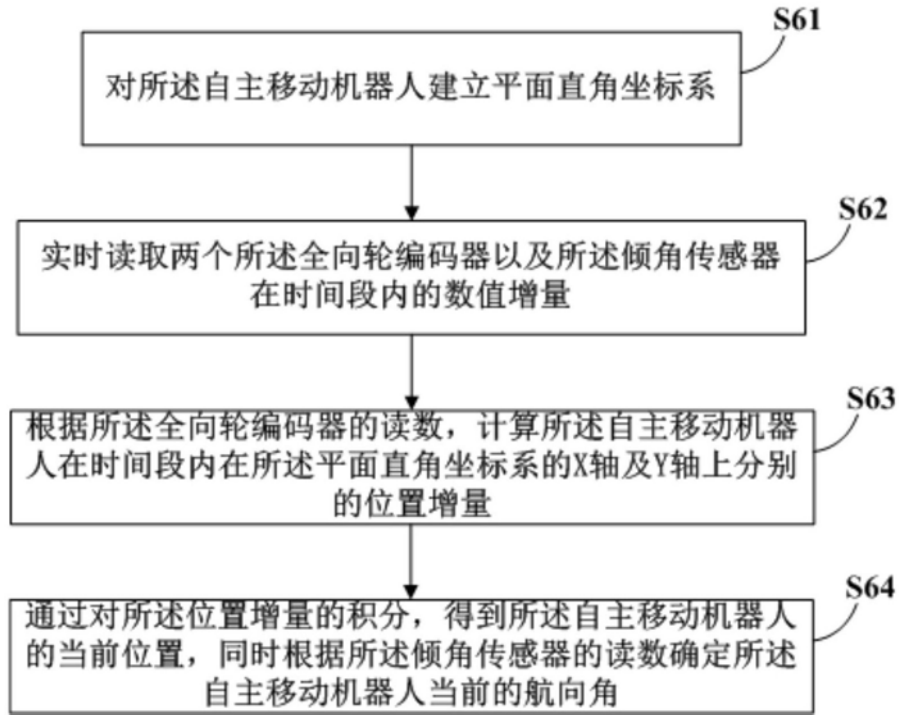 S61
对所述自主移动机器人建立平面直角坐标系
S62
实时读取两个所述全向轮编码器以及所述倾角传感器
在时间段内的数值增量
S63
根据所述全向轮编码器的读数，计算所述自主移动机器
人在时间段内在所述平面直角坐标系的X轴及Y轴上分别
的位置增量
S64
通过对所述位置增量的积分，得到所述自主移动机器人
的当前位置，同时根据所述倾角传感器的读数确定所述
自主移动机器人当前的航向角